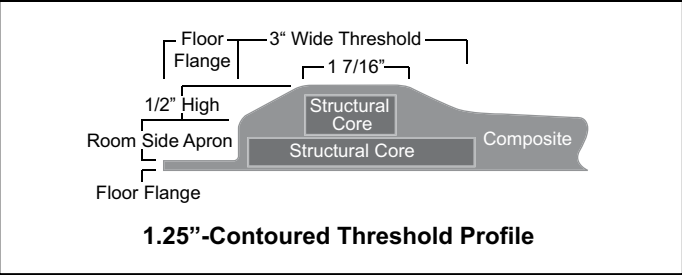 Floor
Flange
3“ Wide Threshold
1 7/16”
1/2” High
Structural
Core
Room Side Apron
Structural Core
Composite
Floor Flange
1.25”-Contoured Threshold Profile